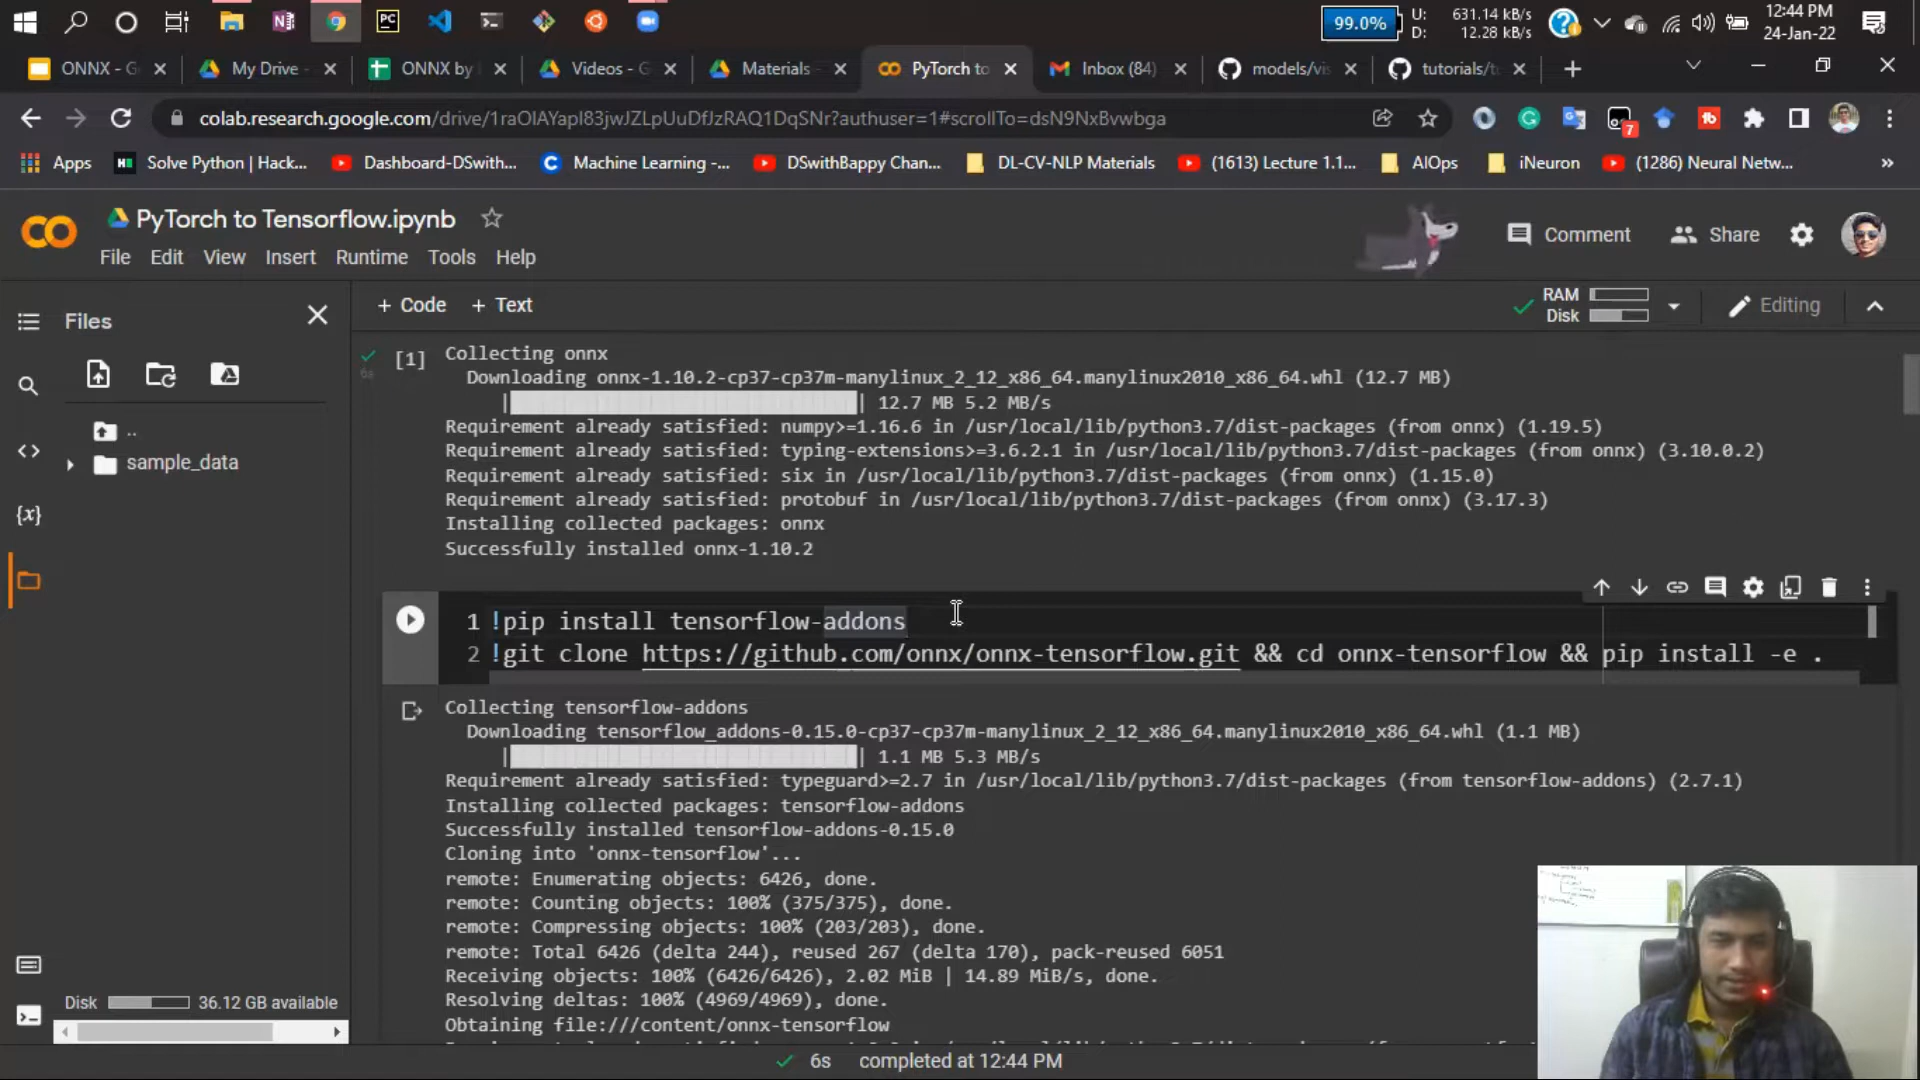 99.0%
U: 631.14 kB/s
D: 12.28 kB/s
12:44 PM
24-Jan-22
ONNX - G
My Drive -
ONNX by
Videos - G
Materials
PyTorch to
Inbox (84)
models/vis
tutorials/t
colab.research.google.com/drive/1raOlAYapI83jwJZLpUuDfJzRAQ1DqSNr?authuser=1#scrollTo=dsN9NxBvwbga
7
Apps
Solve Python | Hack...
Dashboard-DSwith...
Machine Learning -...
DSwithBappy Chan...
DL-CV-NLP Materials
(1613) Lecture 1.1...
AIOps
iNeuron
(1286) Neural Netw...
»
PyTorch to Tensorflow.ipynb
Comment
Share
File Edit View Insert Runtime Tools Help
+ Code + Text
RAM
Disk
Editing
Files
..
sample_data
Disk 36.12 GB available
[1]
6s
Collecting onnx
Downloading onnx-1.10.2-cp37-cp37m-manylinux_2_12_x86_64.manylinux2010_x86_64.whl (12.7 MB)
| | 12.7 MB 5.2 MB/s
Requirement already satisfied: numpy>=1.16.6 in /usr/local/lib/python3.7/dist-packages (from onnx) (1.19.5)
Requirement already satisfied: typing-extensions>=3.6.2.1 in /usr/local/lib/python3.7/dist-packages (from onnx) (3.10.0.2)
Requirement already satisfied: six in /usr/local/lib/python3.7/dist-packages (from onnx) (1.15.0)
Requirement already satisfied: protobuf in /usr/local/lib/python3.7/dist-packages (from onnx) (3.17.3)
Installing collected packages: onnx
Successfully installed onnx-1.10.2
1 !pip install tensorflow-addons
2 !git clone https://github.com/onnx/onnx-tensorflow.git && cd onnx-tensorflow && pip install -e .
Collecting tensorflow-addons
Downloading tensorflow_addons-0.15.0-cp37-cp37m-manylinux_2_12_x86_64.manylinux2010_x86_64.whl (1.1 MB)
| | 1.1 MB 5.3 MB/s
Requirement already satisfied: typeguard>=2.7 in /usr/local/lib/python3.7/dist-packages (from tensorflow-addons) (2.7.1)
Installing collected packages: tensorflow-addons
Successfully installed tensorflow-addons-0.15.0
Cloning into 'onnx-tensorflow'...
remote: Enumerating objects: 6426, done.
remote: Counting objects: 100% (375/375), done.
remote: Compressing objects: 100% (203/203), done.
remote: Total 6426 (delta 244), reused 267 (delta 170), pack-reused 6051
Receiving objects: 100% (6426/6426), 2.02 MiB | 14.89 MiB/s, done.
Resolving deltas: 100% (4969/4969), done.
Obtaining file:///content/onnx-tensorflow
6s completed at 12:44 PM